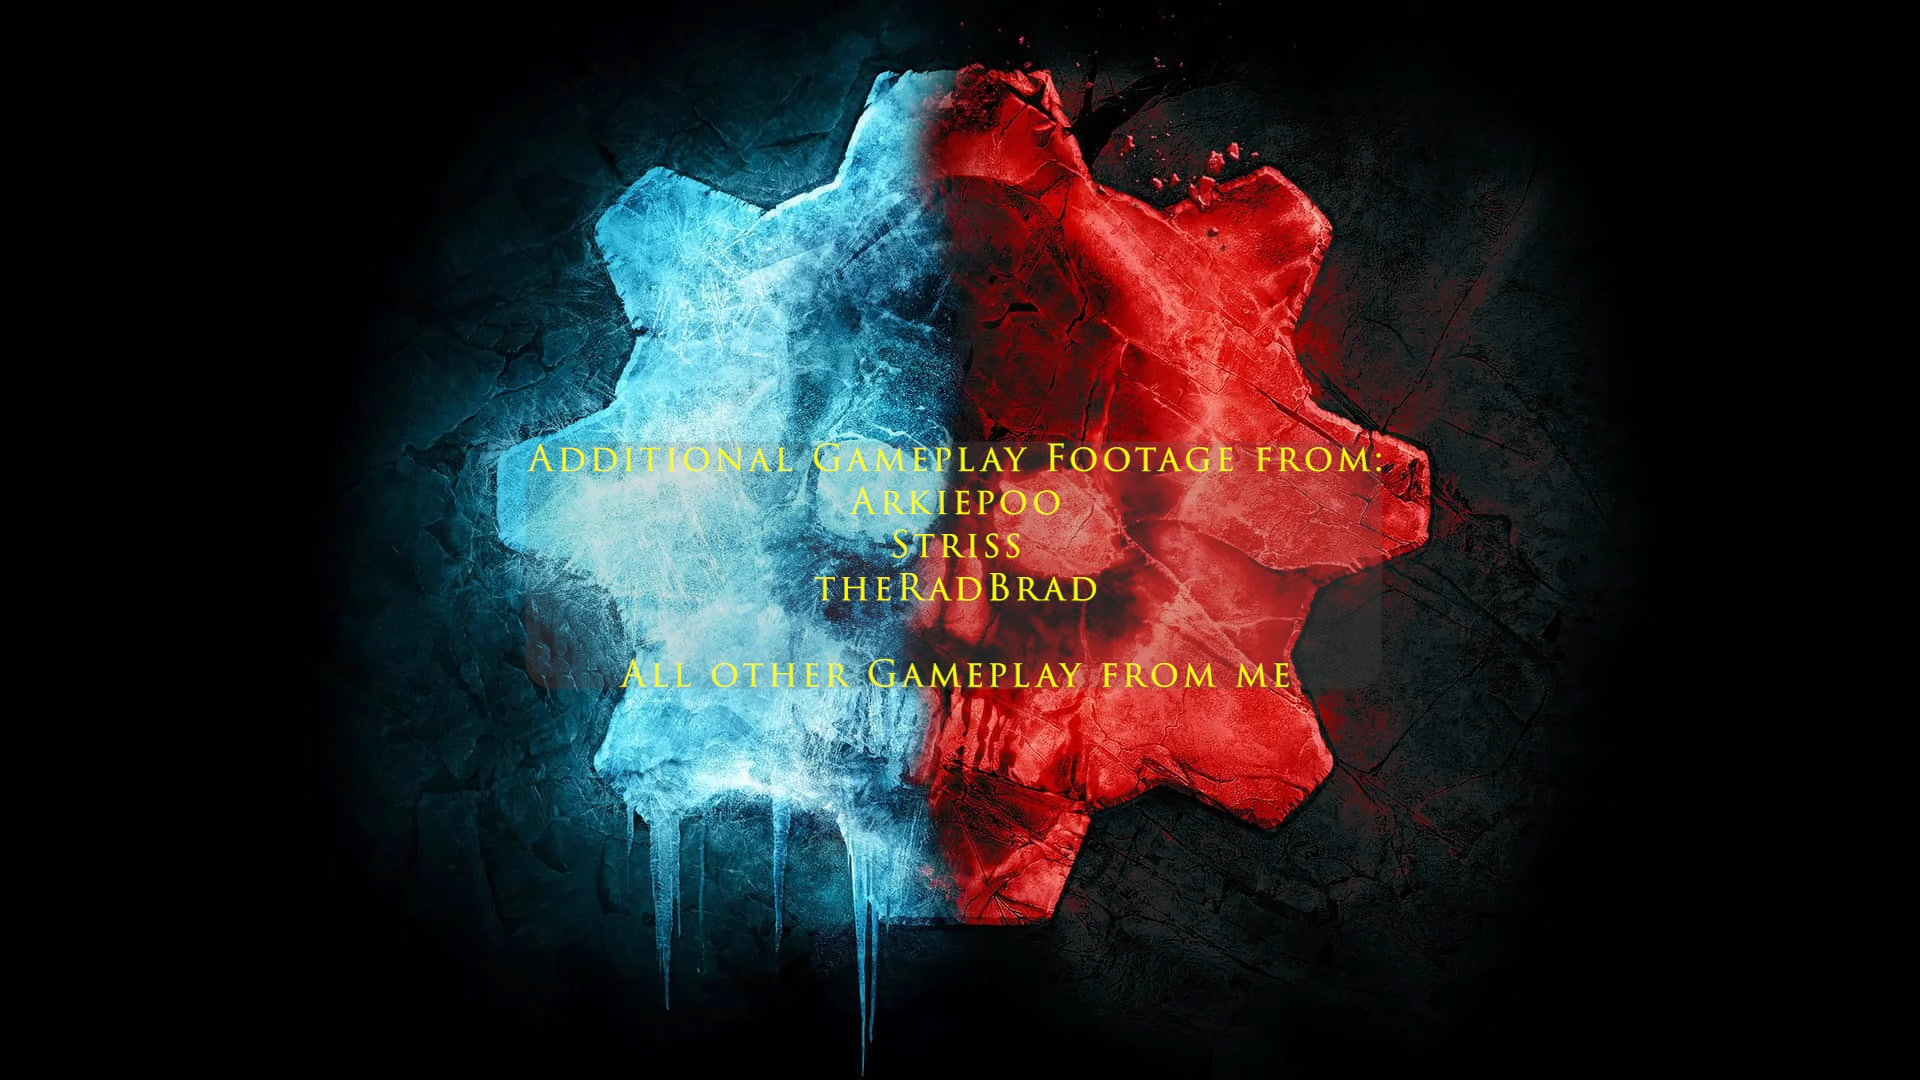 Additional Gameplay Footage from:
Arkiepoo
Striss
theRadBrad
All other Gameplay from me